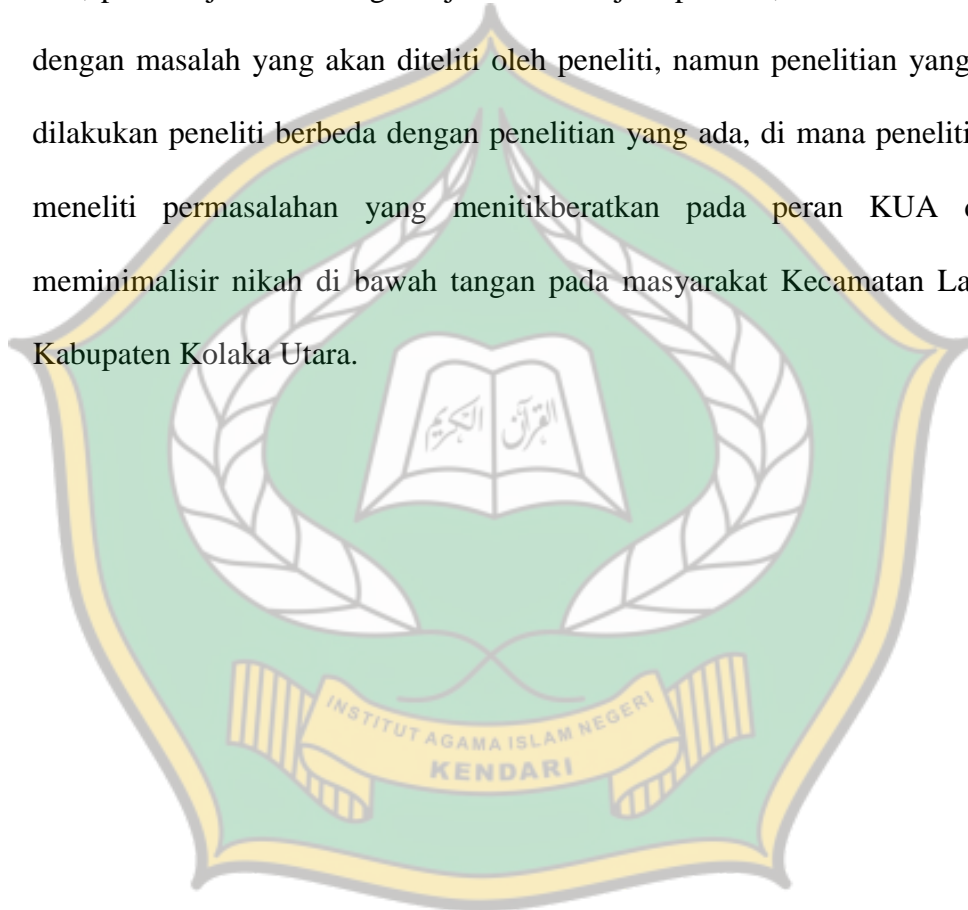 dengan masalah yang akan diteliti oleh peneliti, namun penelitian yang
dilakukan peneliti berbeda dengan penelitian yang ada, di mana peneliti
meneliti permasalahan yang menitikberatkan pada peran KUA
meminimalisir nikah di bawah tangan pada masyarakat Kecamatan La
Kabupaten Kolaka Utara.
القرآن الكريم
INSTITUT AGAMA ISLAM NEGERI
KENDARI